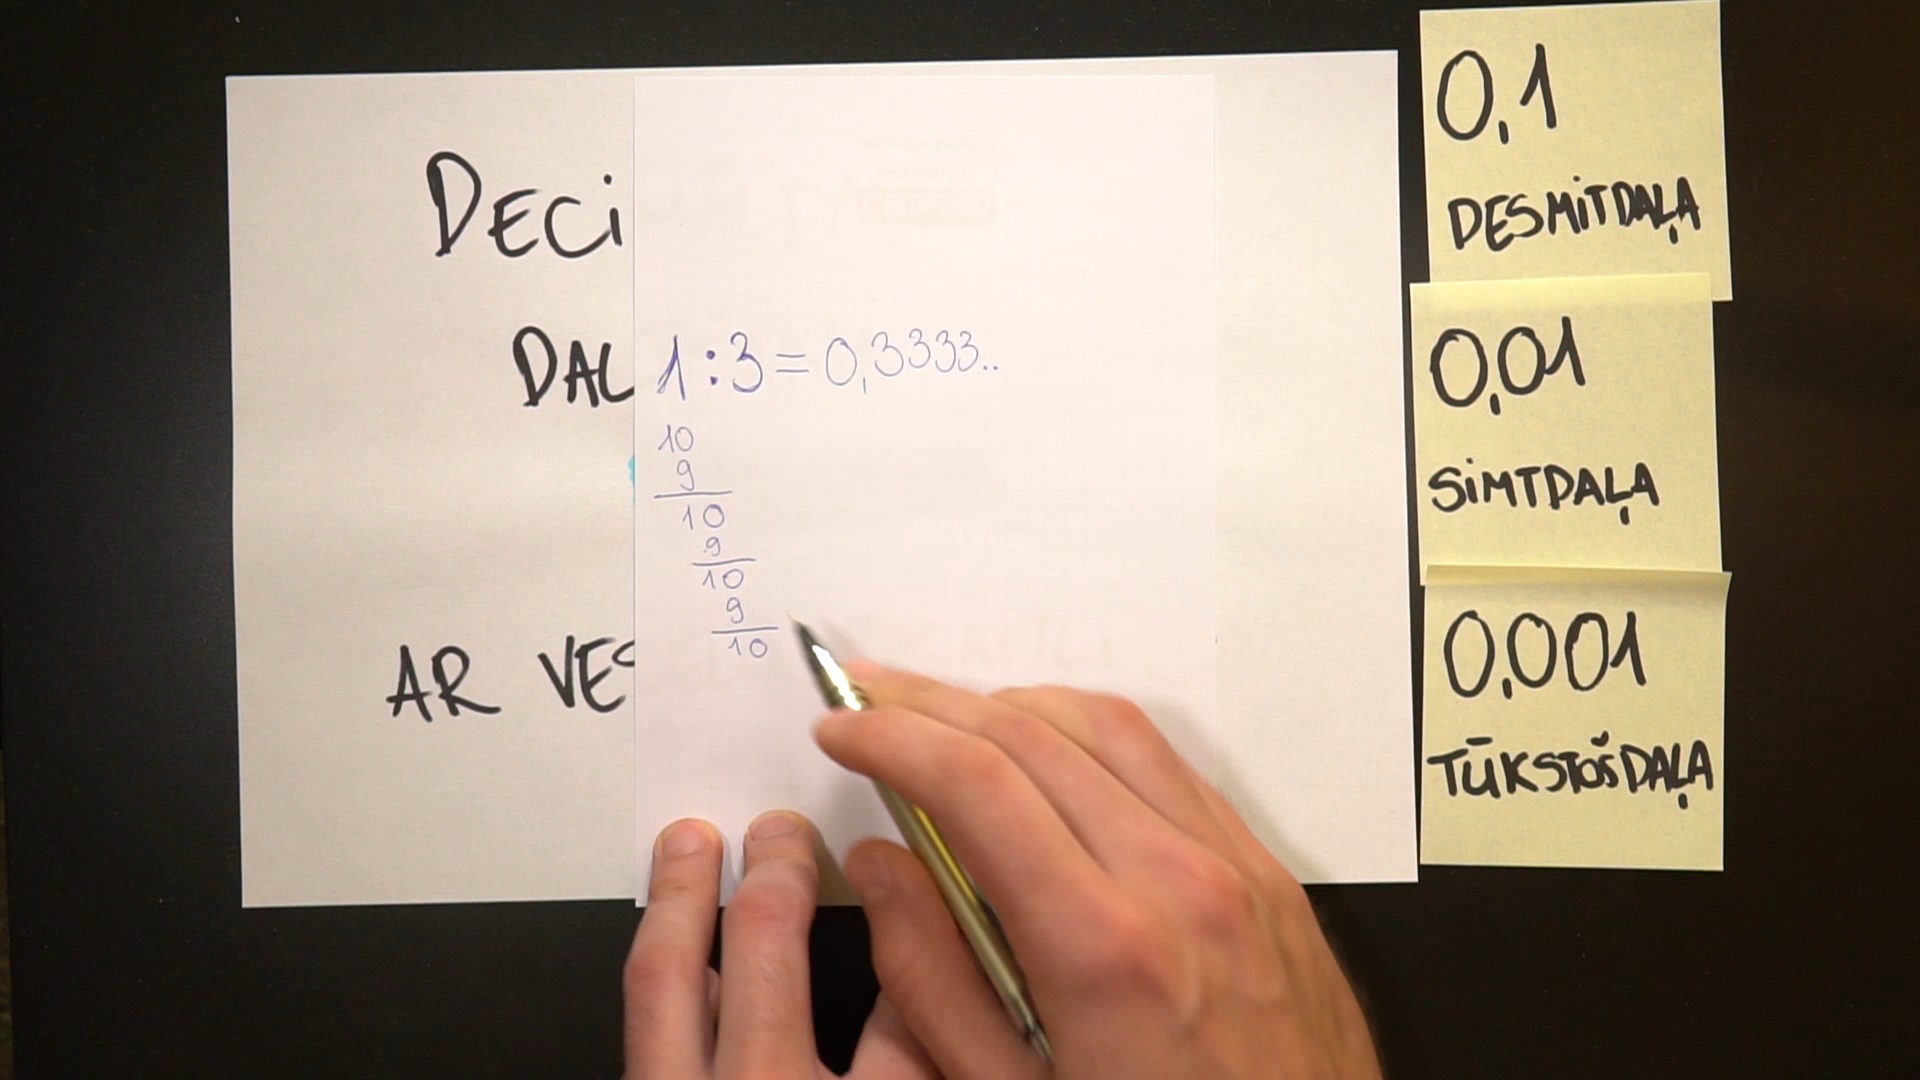 DECi
DAL
AR VES
1:3=0,3333..
10
9
10
9
10
9
10
0,1
DESMiTDAĻA
0,01
SiMTDAĻA
0,001
TŪKSTOŠDAĻA